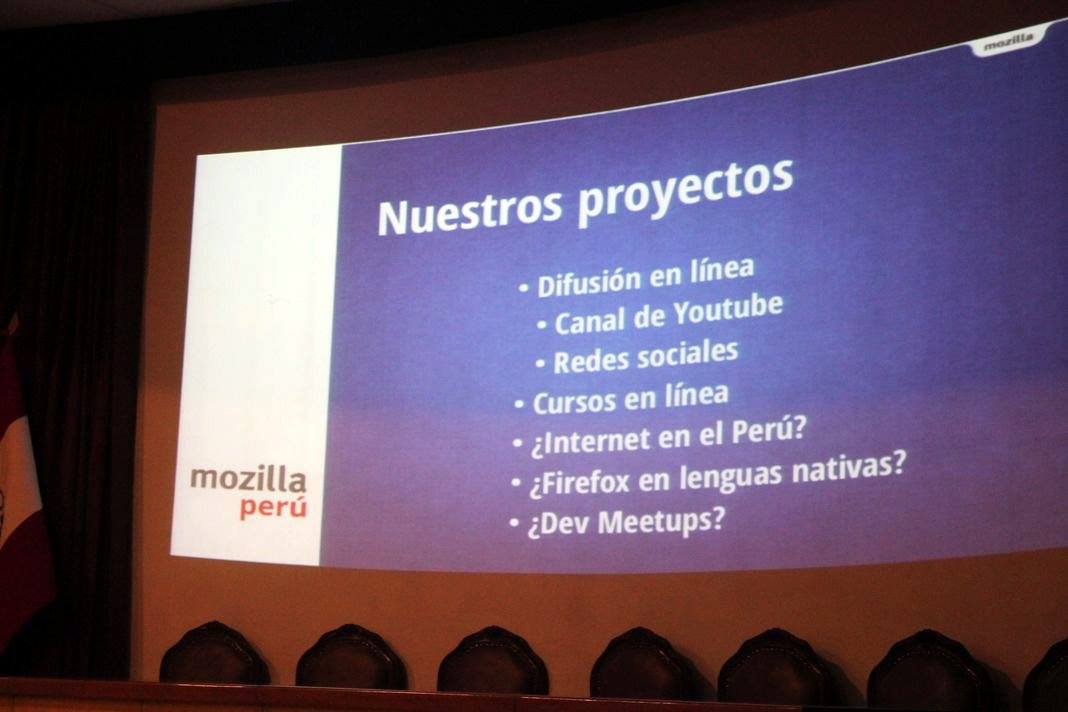 mozilla
Nuestros proyectos
• Difusión en línea
• Canal de Youtube
• Redes sociales
• Cursos en línea
• ¿Internet en el Perú?
• ¿Firefox en lenguas nativas?
• ¿Dev Meetups?
mozilla
perú